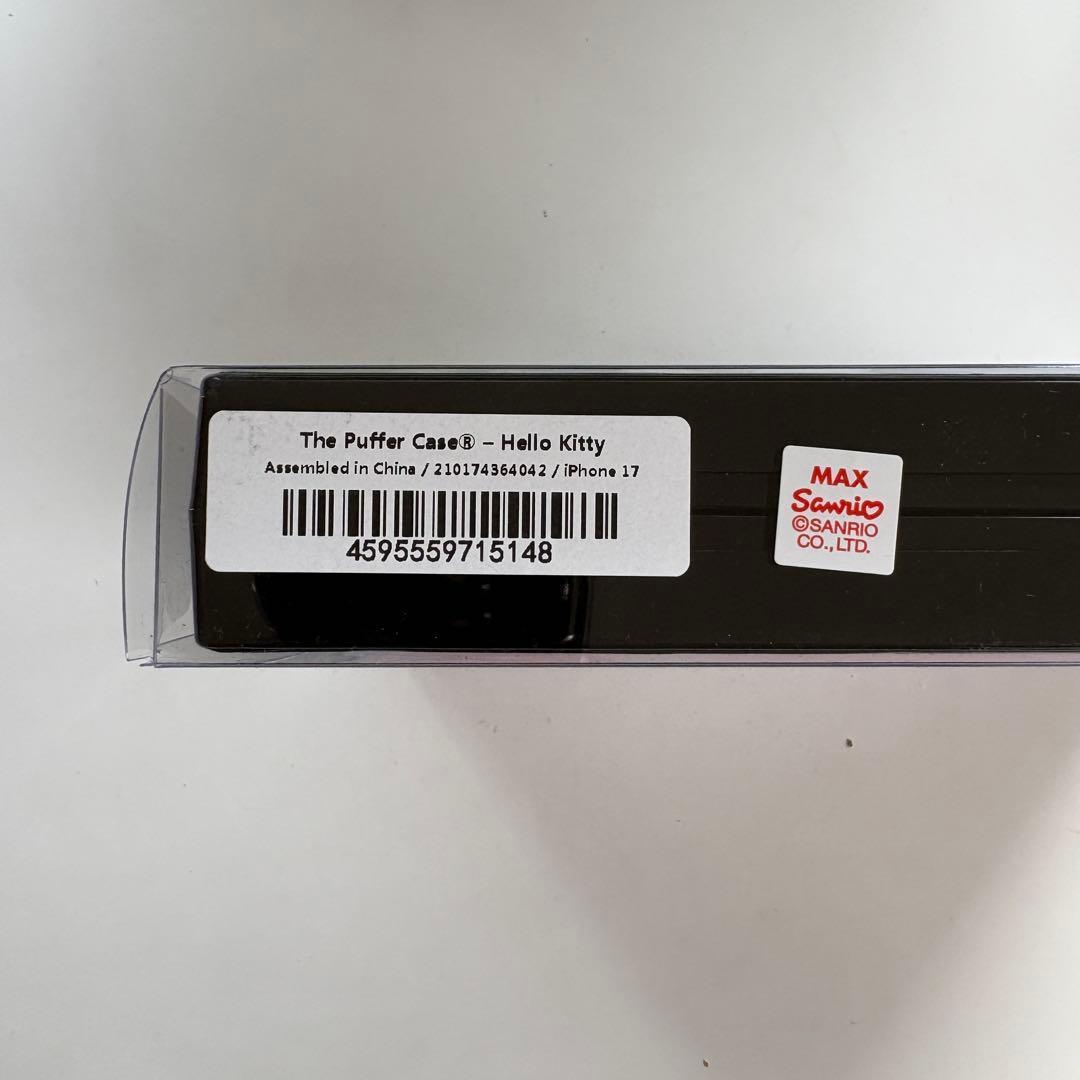 The Puffer Case® – Hello Kitty
Assembled in China / 210174364042 / iPhone 17
4595559715148
MAX
Sanrio
©SANRIO
CO., LTD.